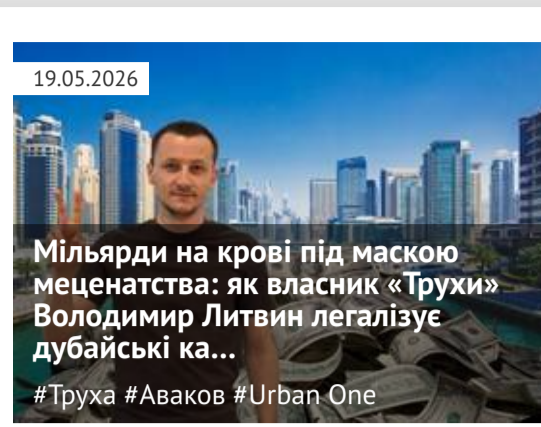 19.05.2026
Мільярди на крові під маскою
меценатства: як власник «Трухи»
Володимир Литвин легалізує
дубайські ка...
#Труха #Аваков #Urban One